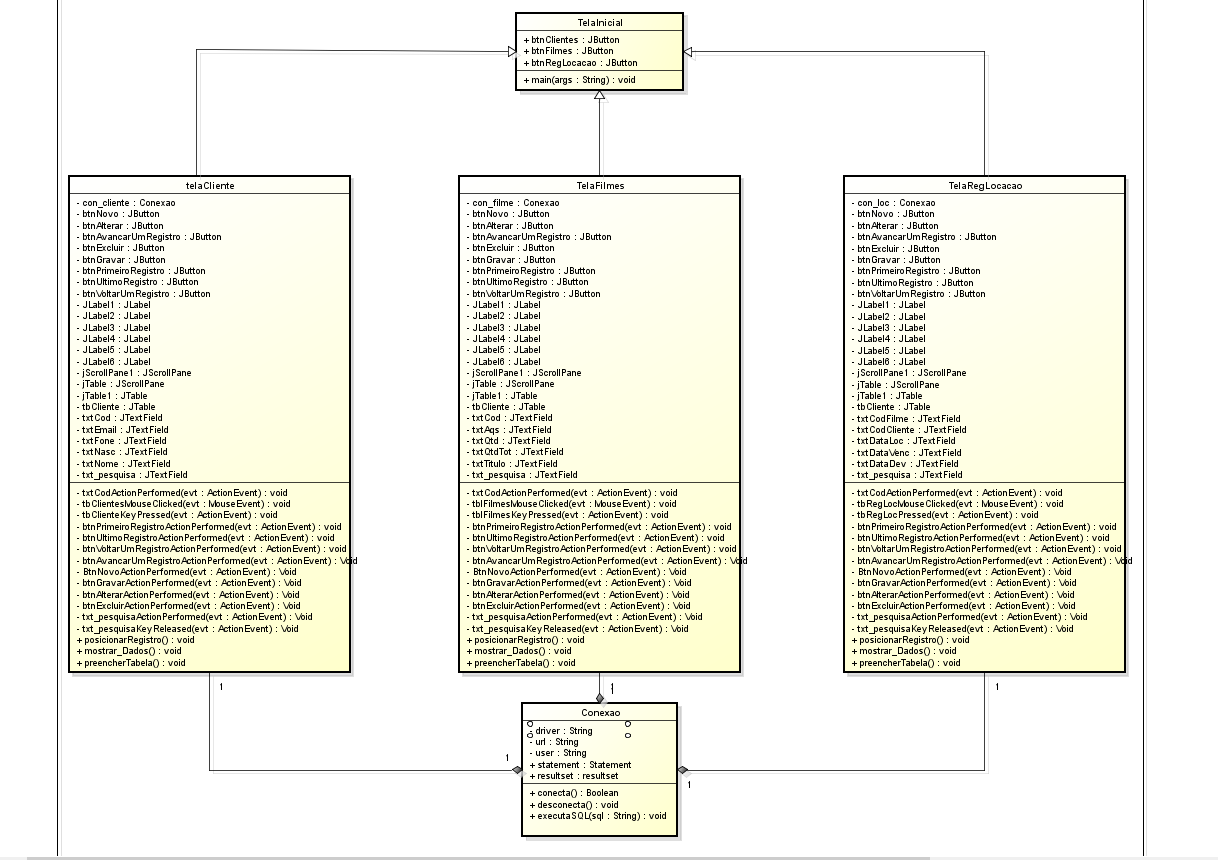 TelaInicial
+ btnClientes : JButton
+ btnFilmes : JButton
+ btnRegLocacao : JButton
+ main(args : String) : void
telaCliente
- con_cliente : Conexao
- btnNovo : JButton
- btnAlterar : JButton
- btnAvancarUmRegistro : JButton
- btnExcluir : JButton
- btnGravar : JButton
- btnPrimeiroRegistro : JButton
- btnUltimoRegistro : JButton
- btnVoltarUmRegistro : JButton
- JLabel1 : JLabel
- JLabel2 : JLabel
- JLabel3 : JLabel
- JLabel4 : JLabel
- JLabel5 : JLabel
- JLabel6 : JLabel
- jScrollPane1 : JScrollPane
- jTable : JScrollPane
- jTable1 : JTable
- tbCliente : JTable
- txtCod : JTextField
- txtEmail : JTextField
- txtFone : JTextField
- txtNasc : JTextField
- txtNome : JTextField
- txt_pesquisa : JTextField
- txtCodActionPerformed(evt : ActionEvent) : void
- tbClientesMouseClicked(evt : MouseEvent) : void
- tbClienteKeyPressed(evt : ActionEvent) : void
- btnPrimeiroRegistroActionPerformed(evt : ActionEvent) : void
- btnUltimoRegistroActionPerformed(evt : ActionEvent) : void
- btnVoltarUmRegistroActionPerformed(evt : ActionEvent) : void
- btnAvancarUmRegistroActionPerformed(evt : ActionEvent) : Void
- BtnNovoActionPerformed(evt : ActionEvent) : Void
- btnGravarActionPerformed(evt : ActionEvent) : Void
- btnAlterarActionPerformed(evt : ActionEvent) : Void
- btnExcluirActionPerformed(evt : ActionEvent) : Void
- txt_pesquisaActionPerformed(evt : ActionEvent) : Void
- txt_pesquisaKeyReleased(evt : ActionEvent) : Void
+ posicionarRegistro() : void
+ mostrar_Dados() : void
+ preencherTabela() : void
TelaFilmes
- con_filme : Conexao
- btnNovo : JButton
- btnAlterar : JButton
- btnAvancarUmRegistro : JButton
- btnExcluir : JButton
- btnGravar : JButton
- btnPrimeiroRegistro : JButton
- btnUltimoRegistro : JButton
- btnVoltarUmRegistro : JButton
- JLabel1 : JLabel
- JLabel2 : JLabel
- JLabel3 : JLabel
- JLabel4 : JLabel
- JLabel5 : JLabel
- JLabel6 : JLabel
- jScrollPane1 : JScrollPane
- jTable : JScrollPane
- jTable1 : JTable
- tbCliente : JTable
- txtCod : JTextField
- txtAqs : JTextField
- txtQtd : JTextField
- txtQtdTot : JTextField
- txtTitulo : JTextField
- txt_pesquisa : JTextField
- txtCodActionPerformed(evt : ActionEvent) : void
- tblFilmesMouseClicked(evt : MouseEvent) : void
- tblFilmesKeyPressed(evt : ActionEvent) : void
- btnPrimeiroRegistroActionPerformed(evt : ActionEvent) : void
- btnUltimoRegistroActionPerformed(evt : ActionEvent) : void
- btnVoltarUmRegistroActionPerformed(evt : ActionEvent) : void
- btnAvancarUmRegistroActionPerformed(evt : ActionEvent) : Void
- BtnNovoActionPerformed(evt : ActionEvent) : Void
- btnGravarActionPerformed(evt : ActionEvent) : Void
- btnAlterarActionPerformed(evt : ActionEvent) : Void
- btnExcluirActionPerformed(evt : ActionEvent) : Void
- txt_pesquisaActionPerformed(evt : ActionEvent) : Void
- txt_pesquisaKeyReleased(evt : ActionEvent) : Void
+ posicionarRegistro() : void
+ mostrar_Dados() : void
+ preencherTabela() : void
TelaRegLocacao
- con_loc : Conexao
- btnNovo : JButton
- btnAlterar : JButton
- btnAvancarUmRegistro : JButton
- btnExcluir : JButton
- btnGravar : JButton
- btnPrimeiroRegistro : JButton
- btnUltimoRegistro : JButton
- btnVoltarUmRegistro : JButton
- JLabel1 : JLabel
- JLabel2 : JLabel
- JLabel3 : JLabel
- JLabel4 : JLabel
- JLabel5 : JLabel
- JLabel6 : JLabel
- jScrollPane1 : JScrollPane
- jTable : JScrollPane
- jTable1 : JTable
- tbCliente : JTable
- txtCodFilme : JTextField
- txtCodCliente : JTextField
- txtDataLoc : JTextField
- txtDataVenc : JTextField
- txtDataDev : JTextField
- txt_pesquisa : JTextField
- txtCodActionPerformed(evt : ActionEvent) : void
- tbRegLocMouseClicked(evt : MouseEvent) : void
- tbRegLocPressed(evt : ActionEvent) : void
- btnPrimeiroRegistroActionPerformed(evt : ActionEvent) : void
- btnUltimoRegistroActionPerformed(evt : ActionEvent) : void
- btnVoltarUmRegistroActionPerformed(evt : ActionEvent) : void
- btnAvancarUmRegistroActionPerformed(evt : ActionEvent) : Void
- BtnNovoActionPerformed(evt : ActionEvent) : Void
- btnGravarActionPerformed(evt : ActionEvent) : Void
- btnAlterarActionPerformed(evt : ActionEvent) : Void
- btnExcluirActionPerformed(evt : ActionEvent) : Void
- txt_pesquisaActionPerformed(evt : ActionEvent) : Void
- txt_pesquisaKeyReleased(evt : ActionEvent) : Void
+ posicionarRegistro() : void
+ mostrar_Dados() : void
+ preencherTabela() : void
1
1
1
Conexao
- driver : String
- url : String
- user : String
+ statement : Statement
+ resultset : resultset
+ conecta() : Boolean
+ desconecta() : void
+ executaSQL(sql : String) : void
1
1